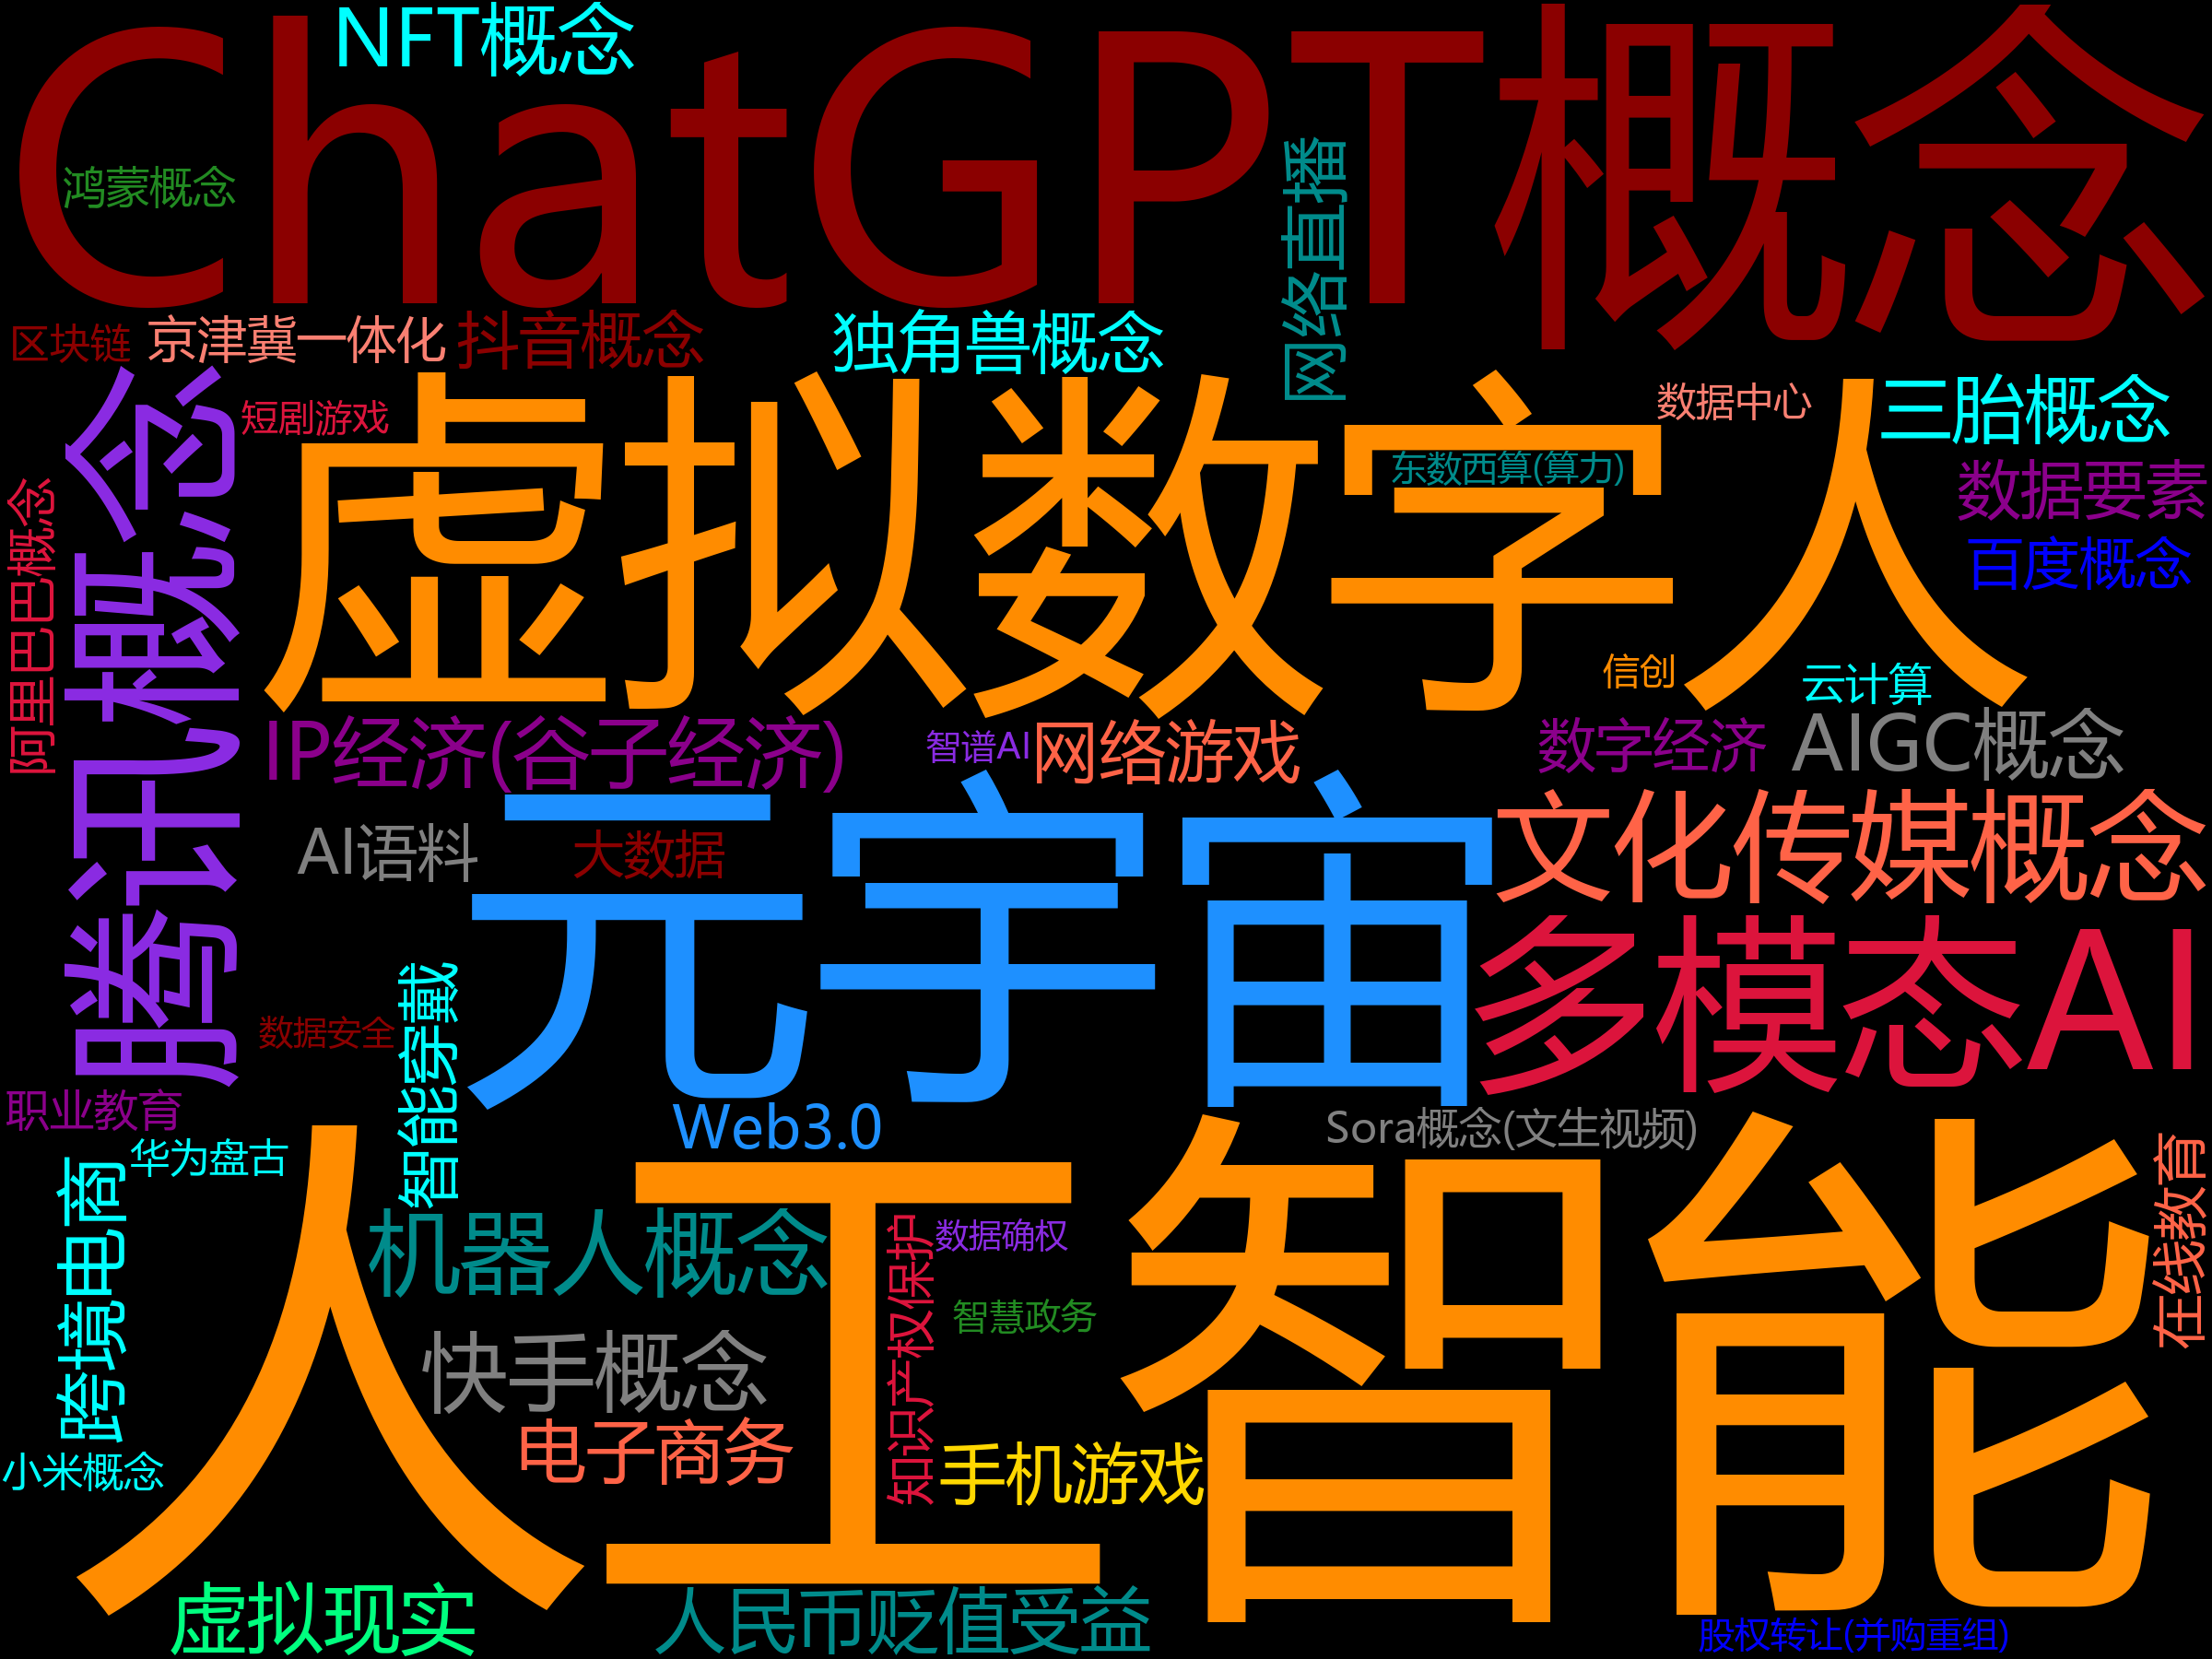 NFT概念
ChatGPT概念
鸿蒙概念
网络直播
区块链
京津冀一体化
抖音概念
独角兽概念
短剧游戏
数据中心
三胎概念
腾讯概念
虚拟数字人
东数西算(算力)
数据要素
阿里巴巴概念
百度概念
信创
云计算
IP经济(谷子经济)
智谱AI
网络游戏
数字经济
AIGC概念
AI语料
大数据
元宇宙
文化传媒概念
多模态AI
数据安全
智能穿戴
职业教育
Web3.0
Sora概念(文生视频)
华为盘古
跨境电商
人工智能
在线教育
机器人概念
知识产权保护
数据确权
智慧政务
快手概念
电子商务
手机游戏
小米概念
虚拟现实
人民币贬值受益
股权转让(并购重组)